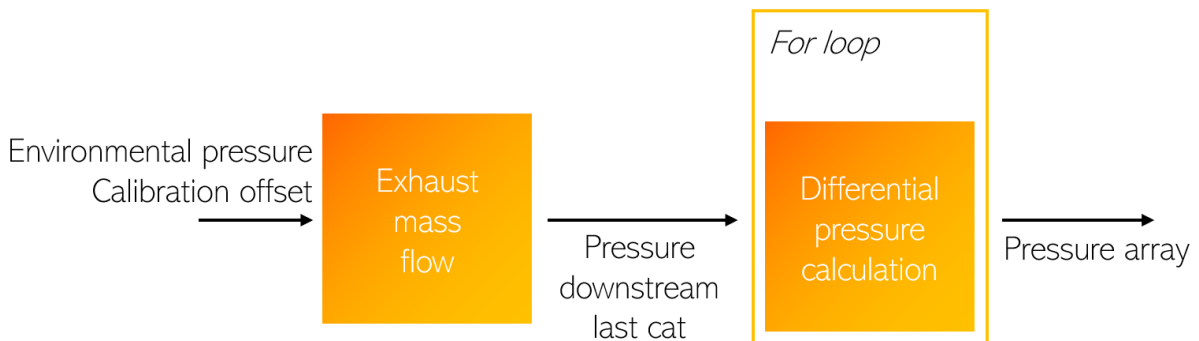 For loop
Environmental pressure
Calibration offset
Exhaust
mass
flow
Pressure
downstream
last cat
Differential
pressure
calculation
Pressure array